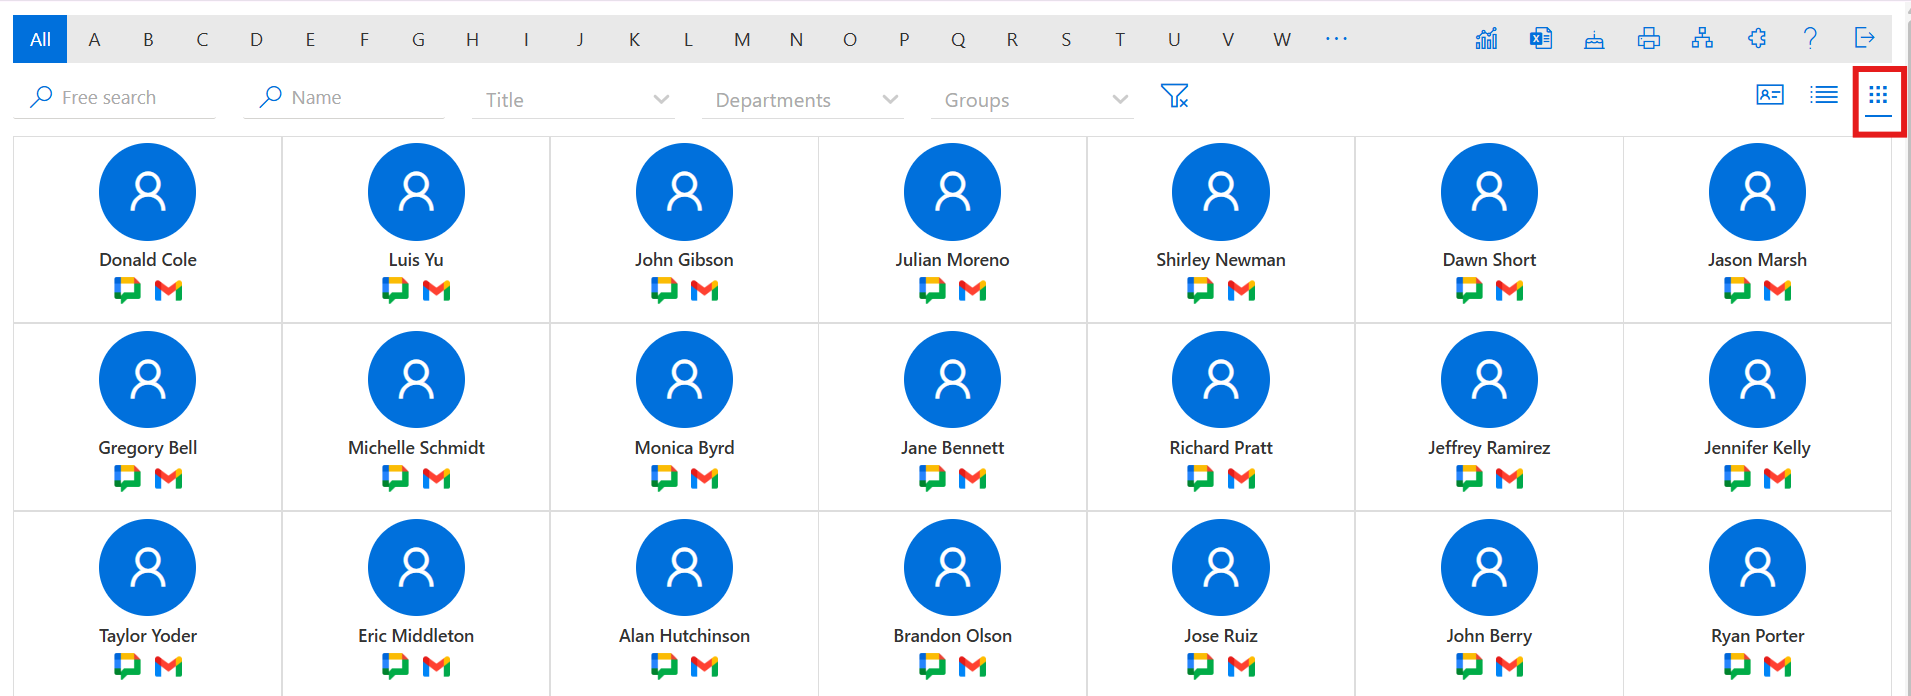 All A B C D E F G H I J K L M N O P Q R S T U V W ...
Free search Name Title Departments Groups
Donald Cole Luis Yu John Gibson Julian Moreno Shirley Newman Dawn Short Jason Marsh
Gregory Bell Michelle Schmidt Monica Byrd Jane Bennett Richard Pratt Jeffrey Ramirez Jennifer Kelly
Taylor Yoder Eric Middleton Alan Hutchinson Brandon Olson Jose Ruiz John Berry Ryan Porter